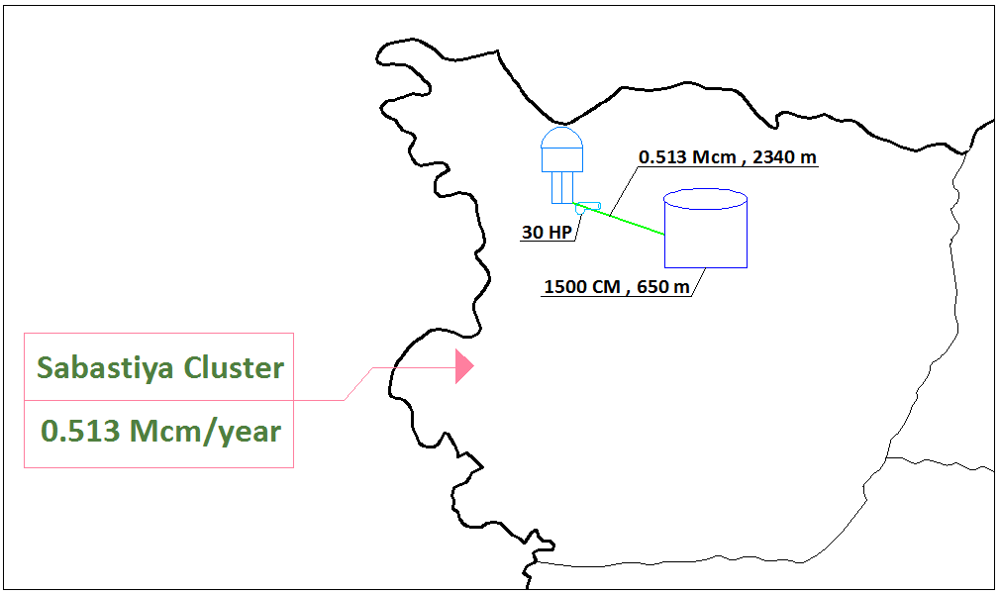 0.513 Mcm , 2340 m
30 HP
1500 CM , 650 m
Sabastiya Cluster
0.513 Mcm/year